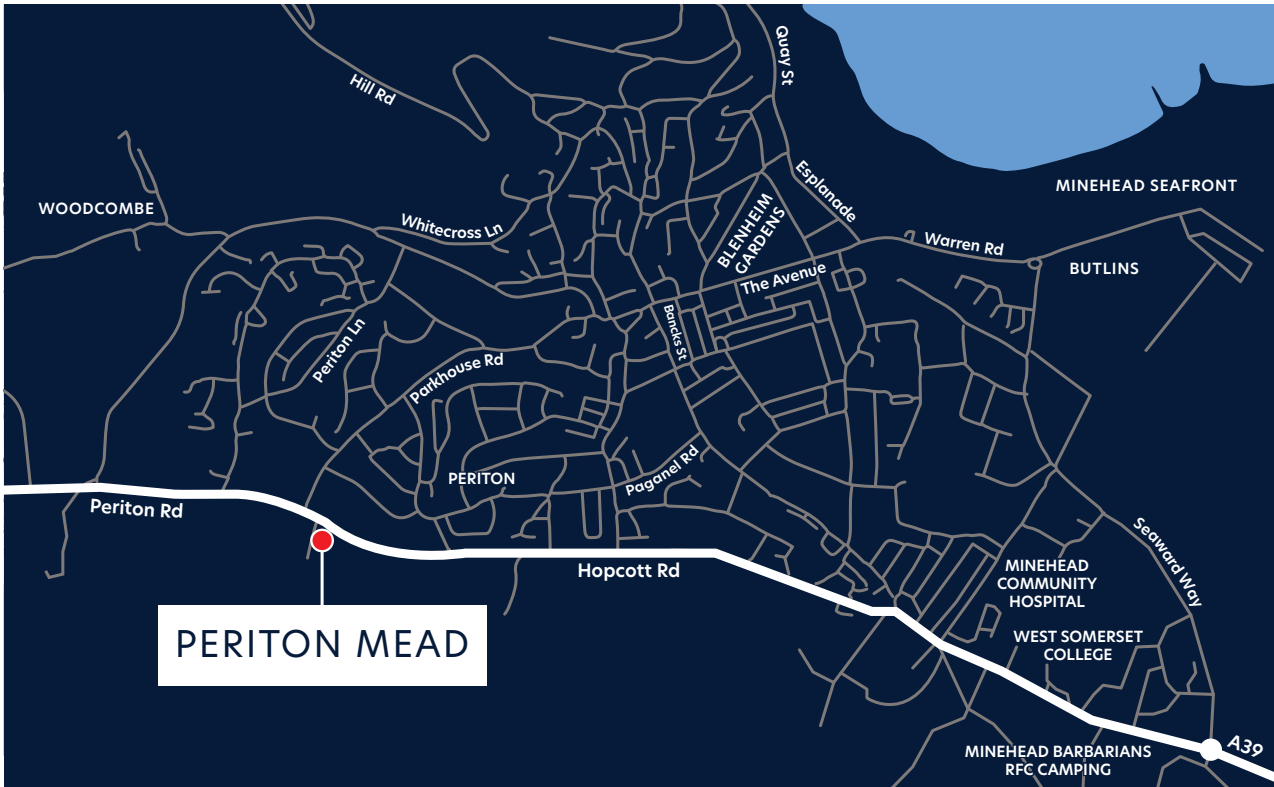 Quay St
Hill Rd
Esplanade
MINEHEAD SEAFRONT
WOODCOMBE
Whitecross Ln
BLENHEIM
GARDENS
Warren Rd
BUTLINS
The Avenue
Bancks St
Periton Ln
Parkhouse Rd
PERITON
Paganel Rd
Periton Rd
Seaward Way
Hopcott Rd
MINEHEAD
COMMUNITY
HOSPITAL
PERITON MEAD
WEST SOMERSET
COLLEGE
A39
MINEHEAD BARBARIANS
RFC CAMPING